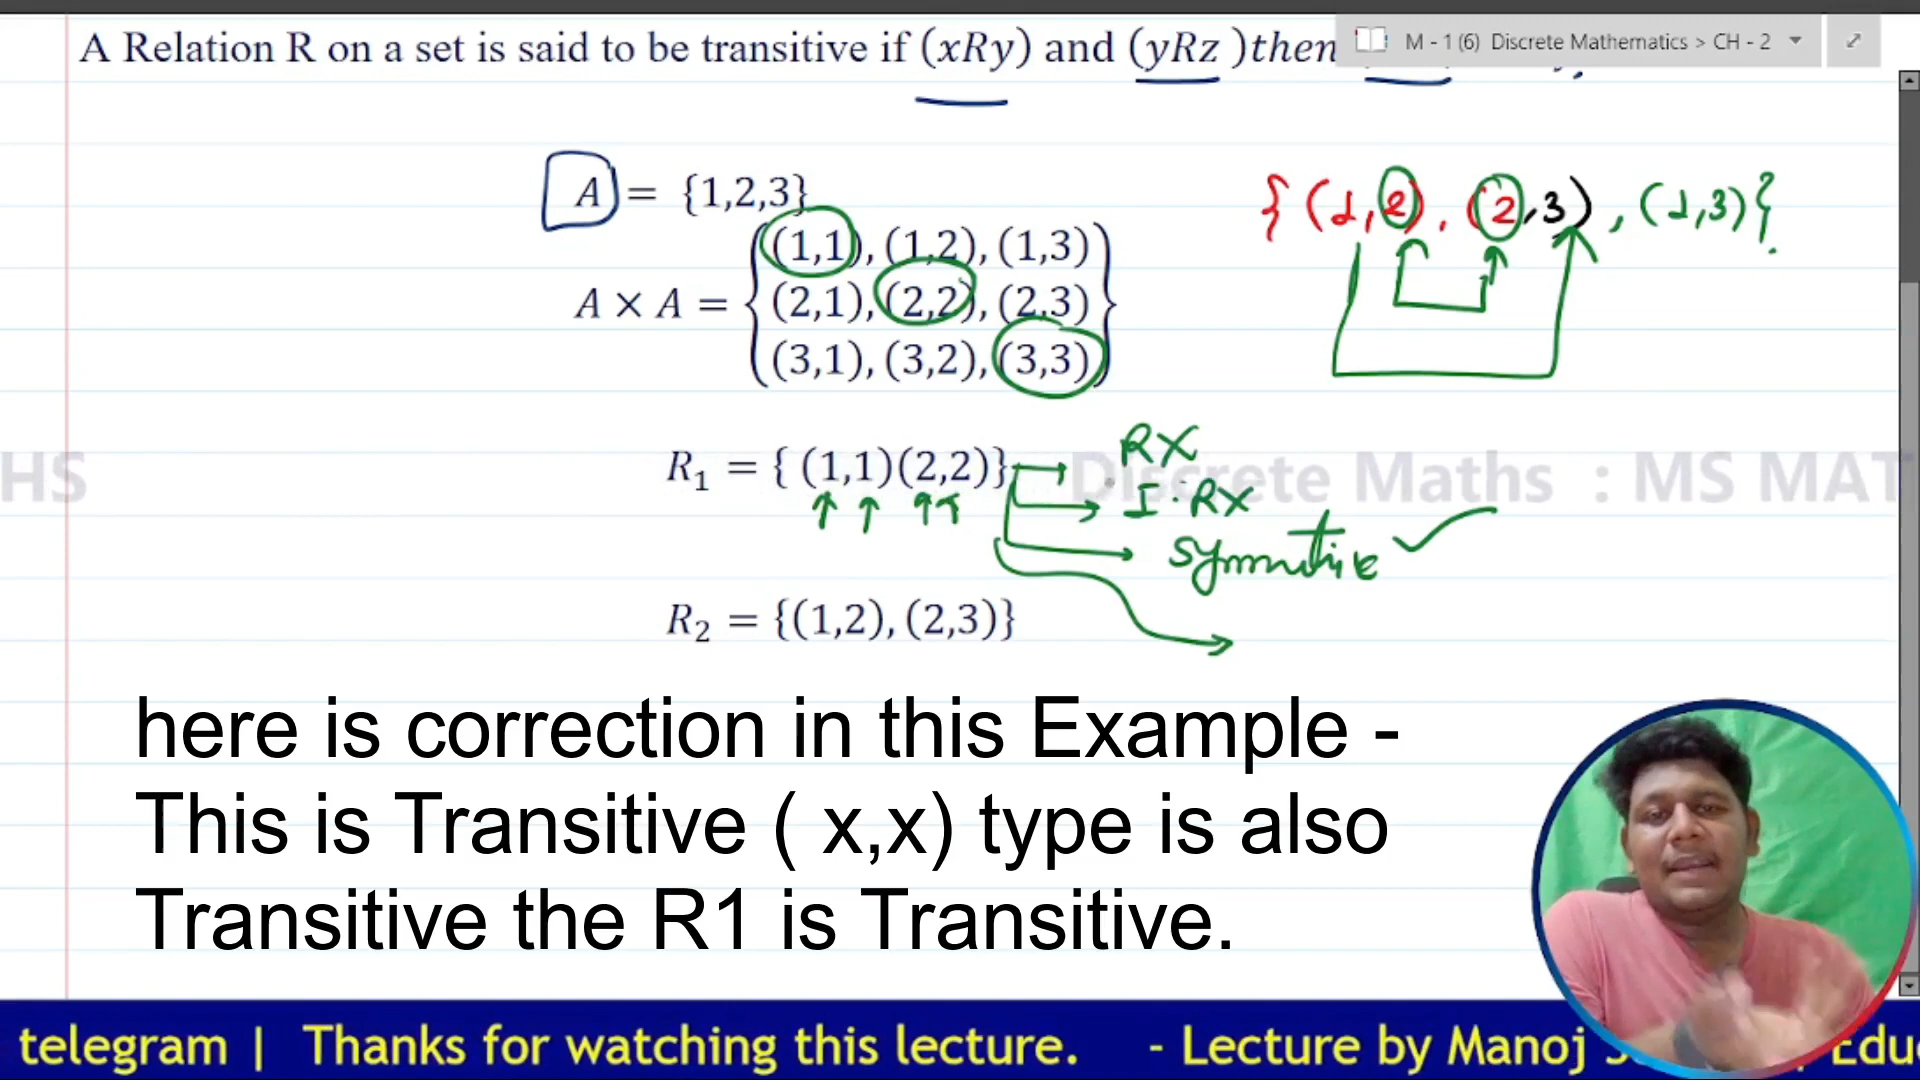 A Relation R on a set is said to be transitive if (xRy) and (yRz )then
M - 1 (6) Discrete Mathematics > CH - 2
A = {1,2,3}
{ (1,2), (2,3), (1,3)}
(1,1), (1,2), (1,3)
A × A = { (2,1), (2,2), (2,3) }
(3,1), (3,2), (3,3)
RX
R₁ = { (1,1)(2,2)}
HS Discrete Maths : MS MAT
I·RX
Symmetive ✓
R₂ = {(1,2), (2,3)}
here is correction in this Example -
This is Transitive ( x,x) type is also
Transitive the R1 is Transitive.
telegram | Thanks for watching this lecture. - Lecture by Manoj